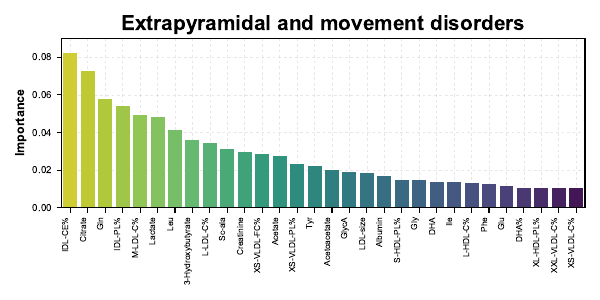 Extrapyramidal and movement disorders
Importance
0.08
0.06
0.04
0.02
0.00
IDL-CE%
Citrate
Gln
IDL-PL%
M-LDL-C%
Lactate
Leu
3-Hydroxybutyrate
L-LDL-C%
Sc-ala
Creatinine
XS-VLDL-FC%
Acetate
XS-VLDL-PL%
Tyr
Acetoacetate
GlycA
LDL-size
Albumin
S-HDL-PL%
Gly
DHA
Ile
L-HDL-C%
Phe
Glu
DHA%
XL-HDL-PL%
XXL-VLDL-C%
XS-VLDL-C%